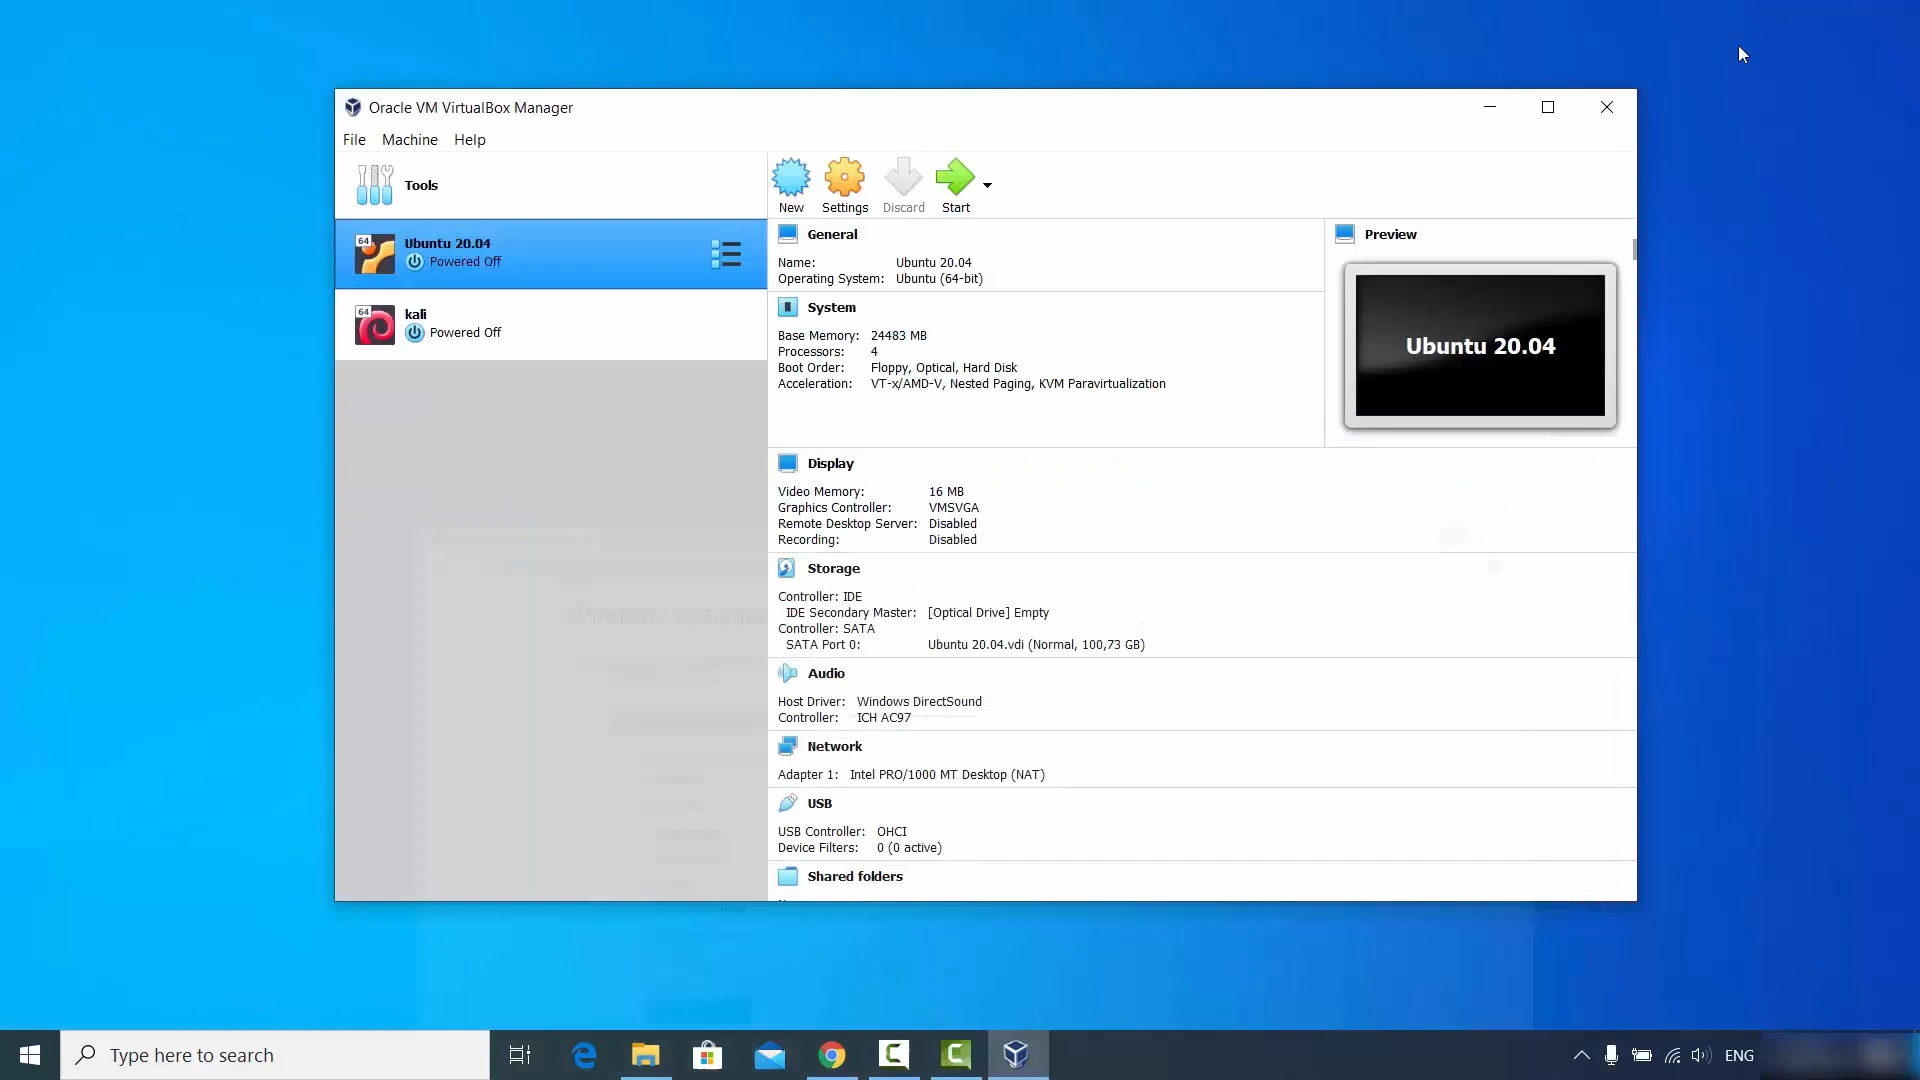 Oracle VM VirtualBox Manager
File Machine Help
Tools
New Settings Discard Start
64 Ubuntu 20.04
Powered Off
64 kali
Powered Off
General
Name: Ubuntu 20.04
Operating System: Ubuntu (64-bit)
Preview
Ubuntu 20.04
System
Base Memory: 24483 MB
Processors: 4
Boot Order: Floppy, Optical, Hard Disk
Acceleration: VT-x/AMD-V, Nested Paging, KVM Paravirtualization
Display
Video Memory: 16 MB
Graphics Controller: VMSVGA
Remote Desktop Server: Disabled
Recording: Disabled
Storage
Controller: IDE
IDE Secondary Master: [Optical Drive] Empty
Controller: SATA
SATA Port 0: Ubuntu 20.04.vdi (Normal, 100,73 GB)
Audio
Host Driver: Windows DirectSound
Controller: ICH AC97
Network
Adapter 1: Intel PRO/1000 MT Desktop (NAT)
USB
USB Controller: OHCI
Device Filters: 0 (0 active)
Shared folders
Type here to search
ENG